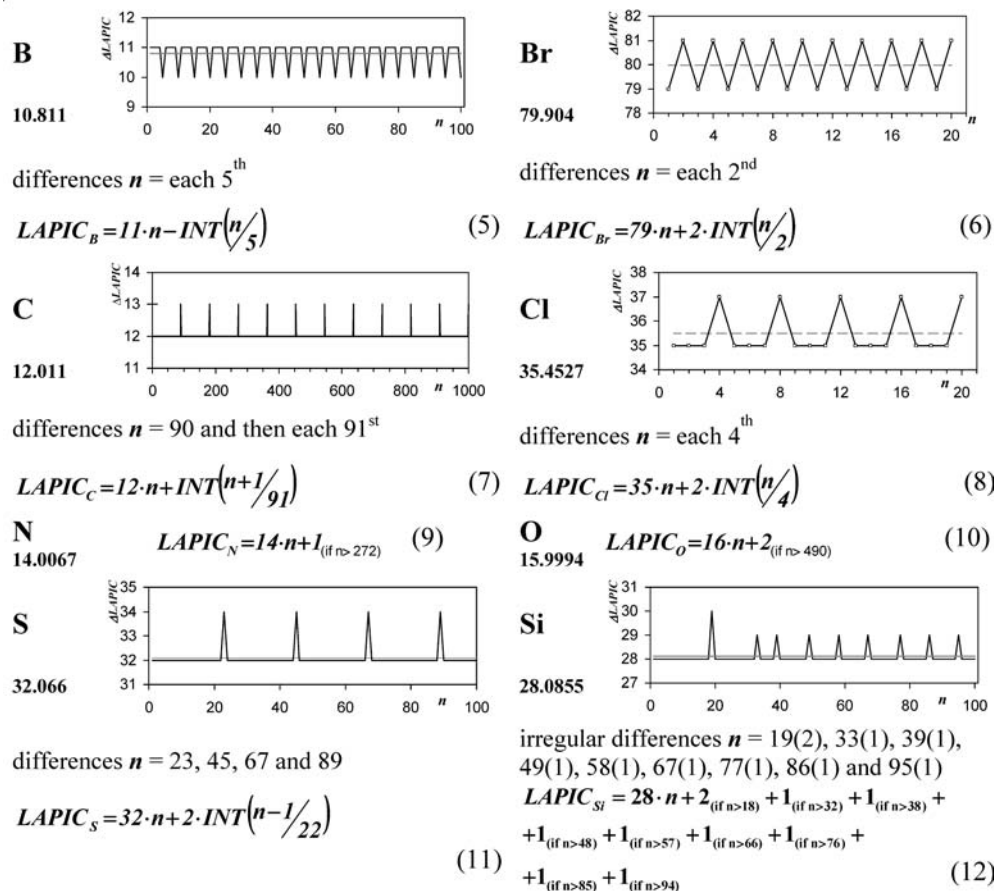 B
10.811
ΔLAPIC
12
11
10
9
0 20 40 60 80 100
n
differences n = each 5th
LAPIC_B=11·n−INT(n/5) (5)
Br
79.904
ΔLAPIC
82
81
80
79
78
0 4 8 12 16 20
n
differences n = each 2nd
LAPIC_Br=79·n+2·INT(n/2) (6)
C
12.011
ΔLAPIC
14
13
12
11
0 200 400 600 800 1000
n
differences n = 90 and then each 91st
LAPIC_C=12·n+INT(n+1/91) (7)
Cl
35.4527
ΔLAPIC
38
37
36
35
34
0 4 8 12 16 20
n
differences n = each 4th
LAPIC_Cl=35·n+2·INT(n/4) (8)
N
14.0067
LAPIC_N=14·n+1(if n> 272) (9)
O
15.9994
LAPIC_O=16·n+2(if n> 490) (10)
S
32.066
ΔLAPIC
35
34
33
32
31
0 20 40 60 80 100
n
differences n = 23, 45, 67 and 89
LAPIC_S=32·n+2·INT(n−1/22)
(11)
Si
28.0855
ΔLAPIC
31
30
29
28
27
0 20 40 60 80 100
n
irregular differences n = 19(2), 33(1), 39(1),
49(1), 58(1), 67(1), 77(1), 86(1) and 95(1)
LAPIC_Si = 28·n + 2(if n>18) + 1(if n>32) + 1(if n>38) +
+1(if n>48) +1(if n>57) +1(if n>66) +1(if n>76) +
+1(if n>85) +1(if n>94) (12)